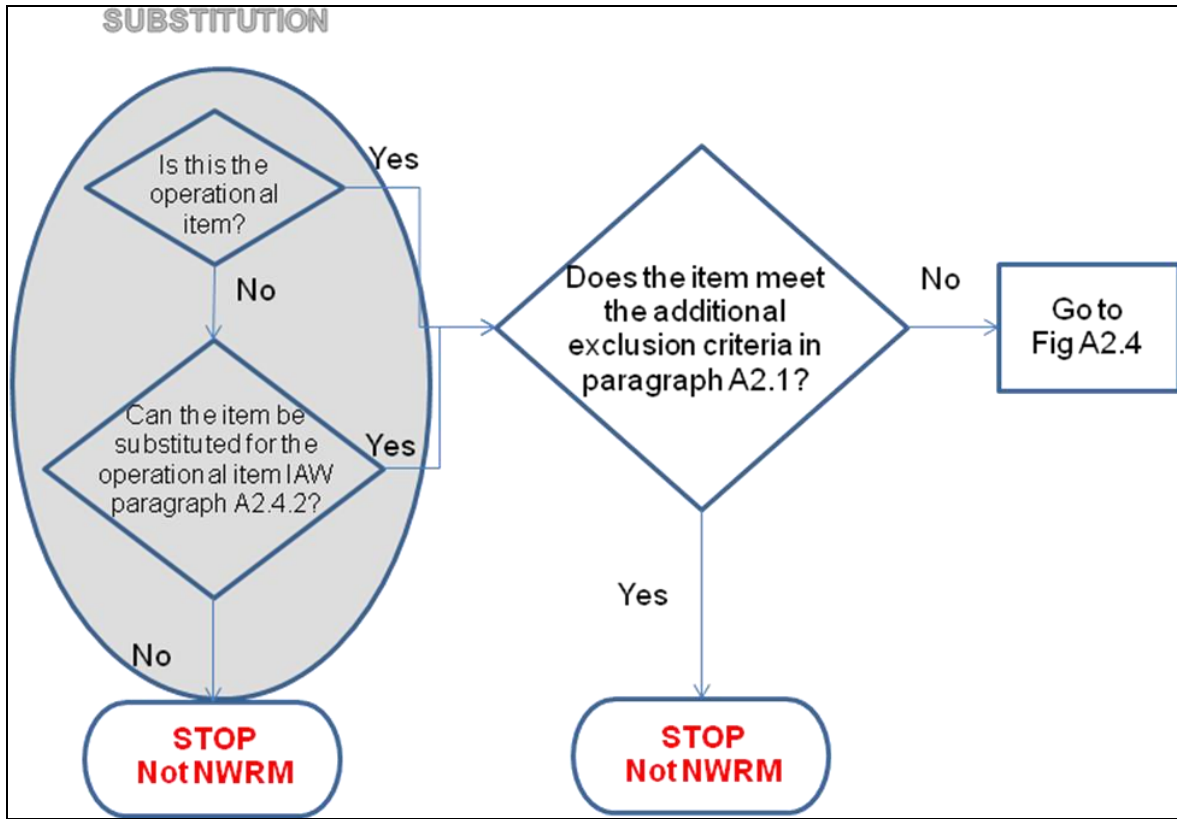 SUBSTITUTION
Is this the
operational
item?
Yes
No
Can the item be
substituted for the
operational item IAW
paragraph A2.4.2?
Yes
No
STOP
Not NWRM
Does the item meet
the additional
exclusion criteria in
paragraph A2.1?
No
Go to
Fig A2.4
Yes
STOP
Not NWRM